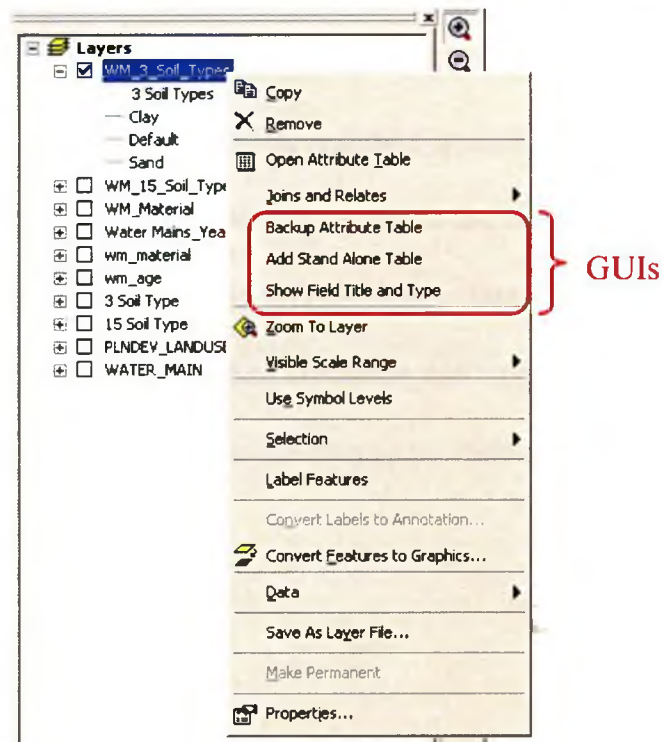 Layers
WM_3_Soil_Types
3 Soil Types
Clay
Default
Sand
WM_15_Soil_Typ
WM_Material
Water Mains_Yea
wm_material
wm_age
3 Soil Type
15 Soil Type
PLNDEV_LANDUS
WATER_MAIN
Copy
Remove
Open Attribute Table
Joins and Relates
Backup Attribute Table
Add Stand Alone Table
Show Field Title and Type
Zoom To Layer
Visible Scale Range
Use Symbol Levels
Selection
Label Features
Convert Labels to Annotation...
Convert Features to Graphics...
Data
Save As Layer File...
Make Permanent
Properties...
GUIs